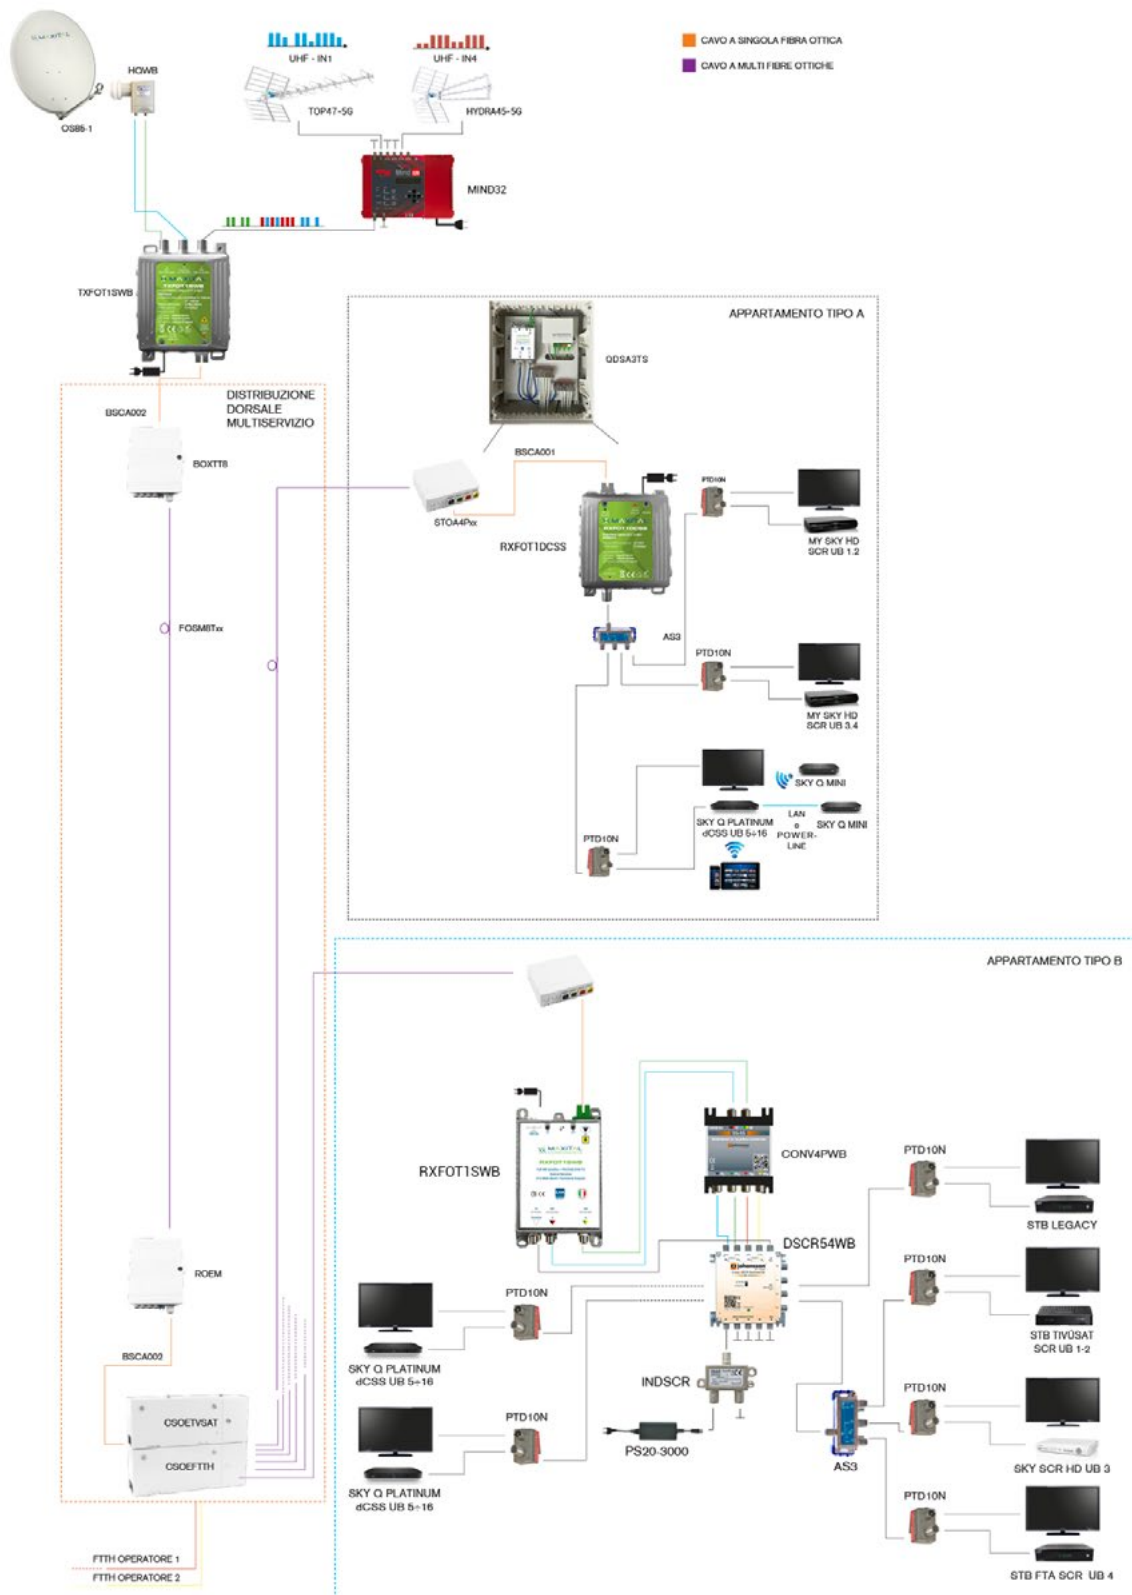 CAVO A SINGOLA FIBRA OTTICA
CAVO A MULTI FIBRE OTTICHE
MAXITAL
HQWB
OS85-1
UHF - IN1
UHF - IN4
TOP47-5G
HYDRA45-5G
MIND32
TXFOT1SWB
DISTRIBUZIONE
DORSALE
MULTISERVIZIO
BSCA002
BOXTT8
FOSM8Txx
ROEM
BSCA002
CSOETVSAT
CSOEFTTH
FTTH OPERATORE 1
FTTH OPERATORE 2
APPARTAMENTO TIPO A
QDSA3TS
BSCA001
STOA4Pxx
RXFOT1DCSS
PTD10N
MY SKY HD
SCR UB 1.2
AS3
PTD10N
MY SKY HD
SCR UB 3.4
SKY Q MINI
SKY Q PLATINUM
dCSS UB 5÷16
LAN
o
POWER-
LINE
SKY Q MINI
PTD10N
APPARTAMENTO TIPO B
RXFOT1SWB
MAXITAL
RXFOT1SWB
CONV4PWB
DSCR54WB
johansson
PTD10N
STB LEGACY
PTD10N
STB TIVÙSAT
SCR UB 1-2
PTD10N
SKY SCR HD UB 3
PTD10N
STB FTA SCR UB 4
PTD10N
SKY Q PLATINUM
dCSS UB 5÷16
PTD10N
SKY Q PLATINUM
dCSS UB 5÷16
INDSCR
PS20-3000
AS3